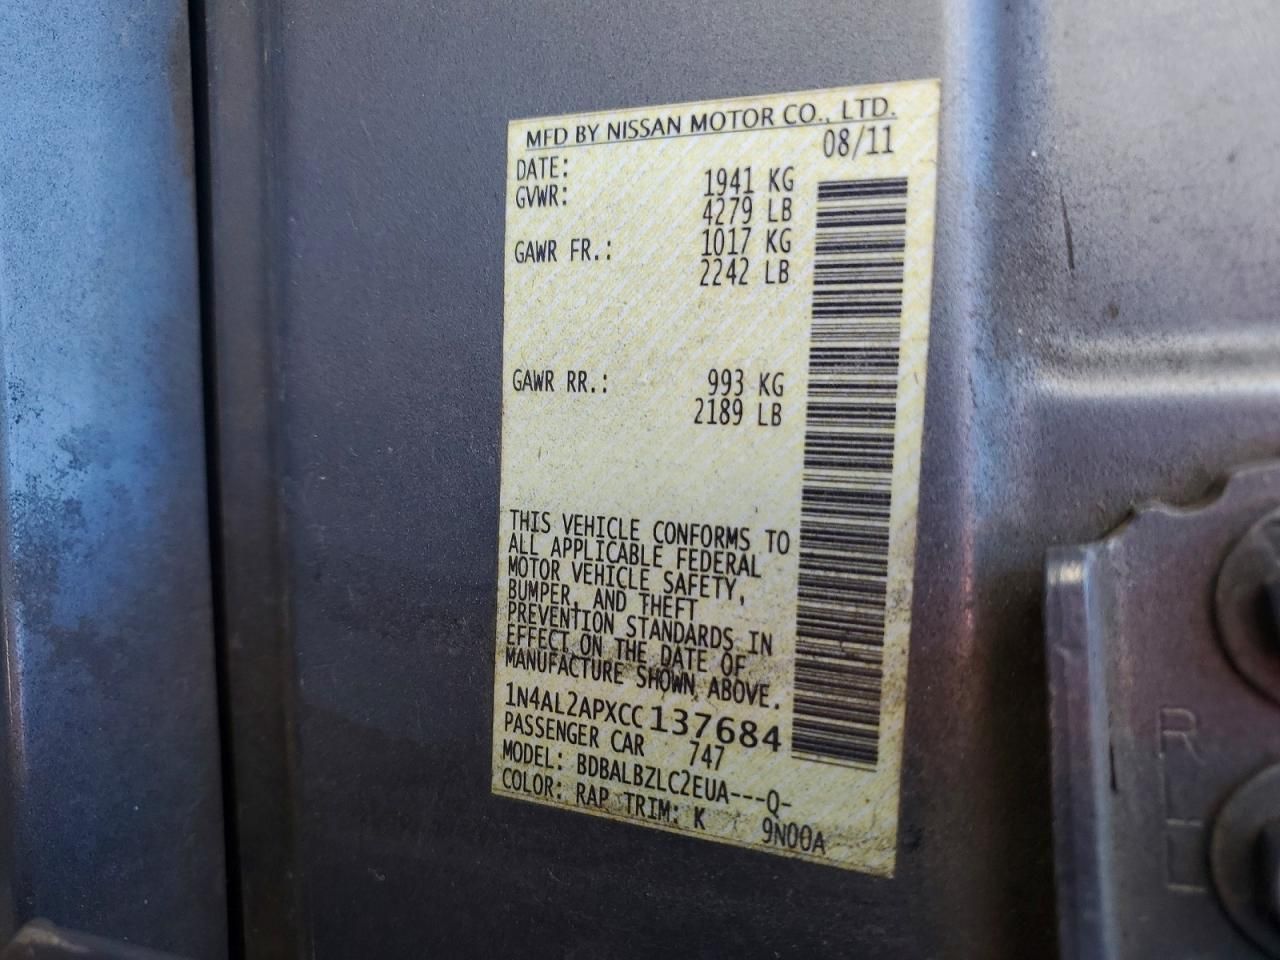 MFD BY NISSAN MOTOR CO., LTD.
DATE: 08/11
GVWR: 1941 KG
4279 LB
GAWR FR.: 1017 KG
2242 LB
GAWR RR.: 993 KG
2189 LB
THIS VEHICLE CONFORMS TO
ALL APPLICABLE FEDERAL
MOTOR VEHICLE SAFETY,
BUMPER, AND THEFT
PREVENTION STANDARDS IN
EFFECT ON THE DATE OF
MANUFACTURE SHOWN ABOVE.
1N4AL2APXCC137684
PASSENGER CAR 747
MODEL: BDBALBZLC2EUA---Q-
COLOR: RAP TRIM: K 9N00A
RLL